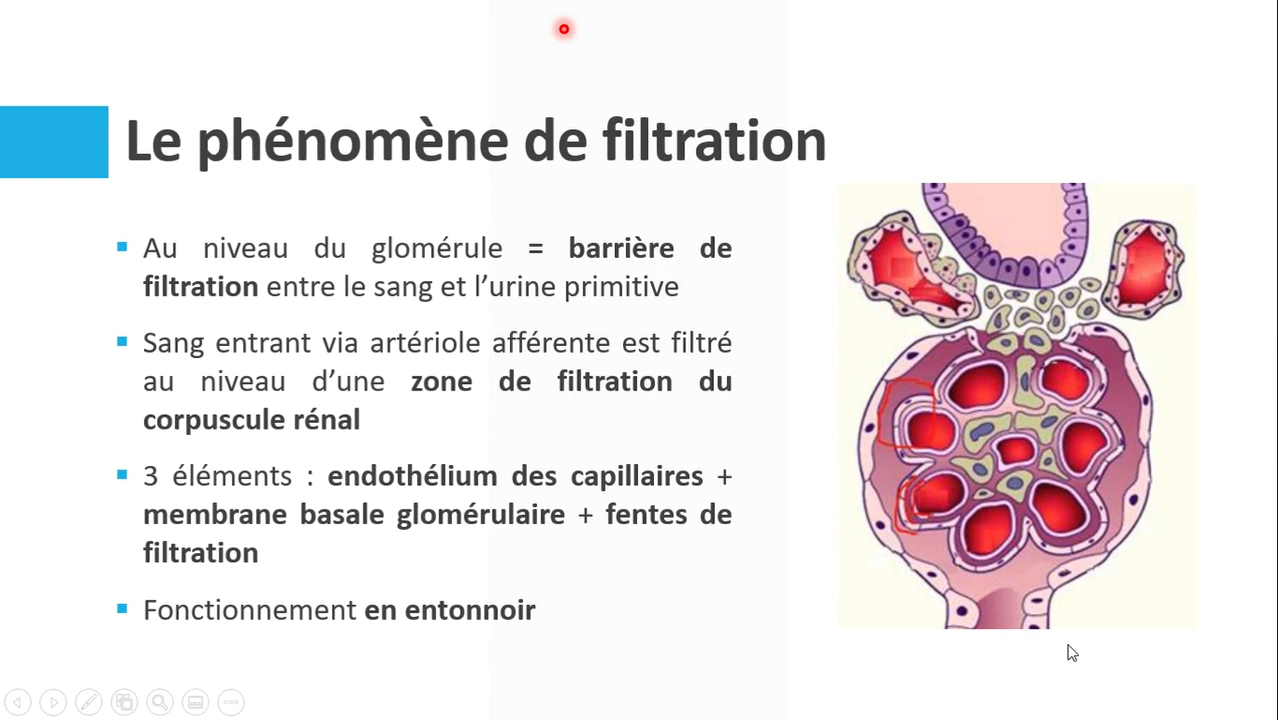 Le phénomène de filtration
Au niveau du glomérule = barrière de
filtration entre le sang et l’urine primitive
Sang entrant via artériole afférente est filtré
au niveau d’une zone de filtration du
corpuscule rénal
3 éléments : endothélium des capillaires +
membrane basale glomérulaire + fentes de
filtration
Fonctionnement en entonnoir